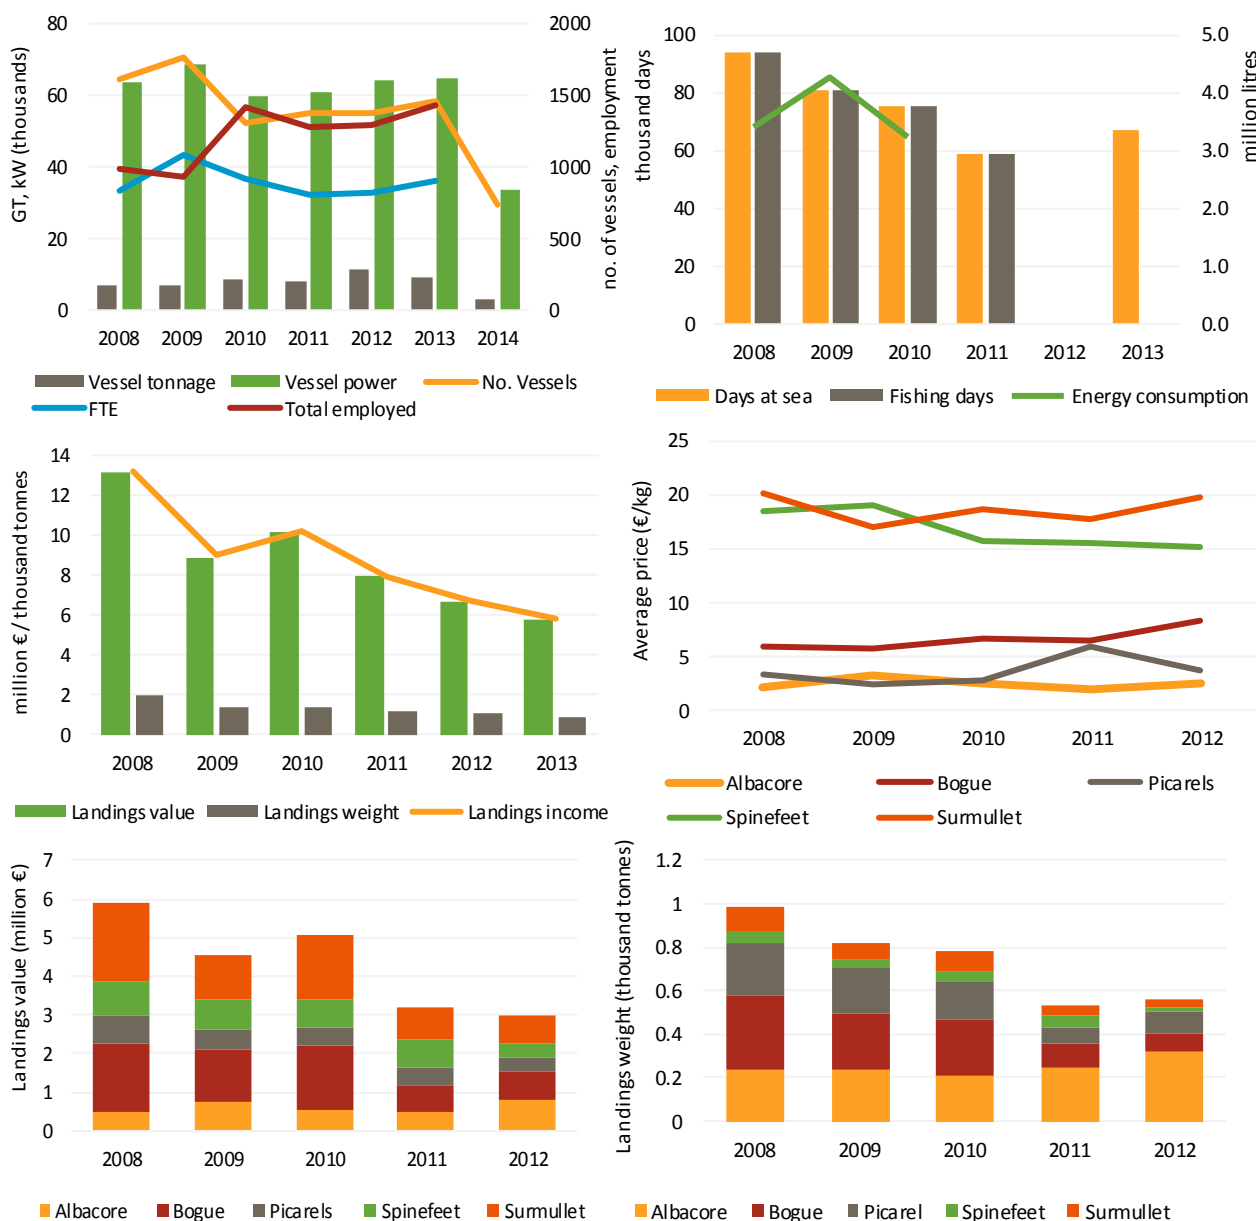 GT, kW (thousands)
80
60
40
20
0
2000
1500
1000
500
0
no. of vessels, employment
2008 2009 2010 2011 2012 2013 2014
Vessel tonnage Vessel power No. Vessels
FTE Total employed
thousand days
100
80
60
40
20
0
5.0
4.0
3.0
2.0
1.0
0.0
million litres
2008 2009 2010 2011 2012 2013
Days at sea Fishing days Energy consumption
million € / thousand tonnes
14
12
10
8
6
4
2
0
2008 2009 2010 2011 2012 2013
Landings value Landings weight Landings income
Average price (€/kg)
25
20
15
10
5
0
2008 2009 2010 2011 2012
Albacore Bogue Picarels
Spinefeet Surmullet
Landings value (million €)
7
6
5
4
3
2
1
0
2008 2009 2010 2011 2012
Albacore Bogue Picarels Spinefeet Surmullet
Landings weight (thousand tonnes)
1.2
1
0.8
0.6
0.4
0.2
0
2008 2009 2010 2011 2012
Albacore Bogue Picarel Spinefeet Surmullet